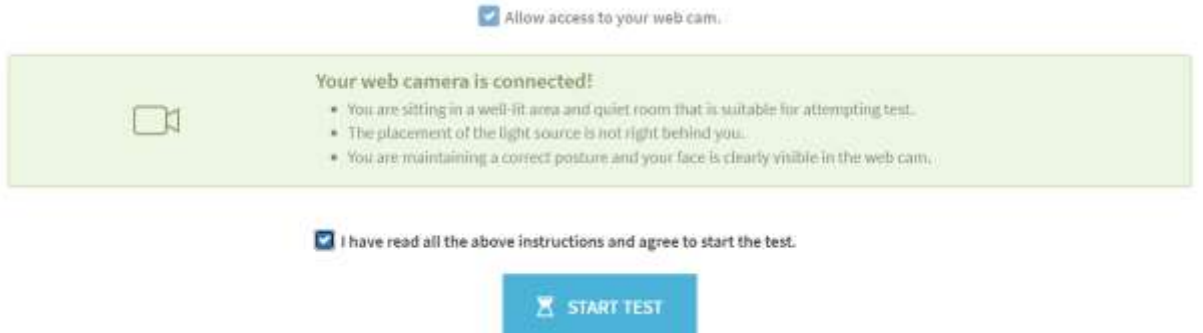 Allow access to your web cam.
Your web camera is connected!
• You are sitting in a well-lit area and quiet room that is suitable for attempting test.
• The placement of the light source is not right behind you.
• You are maintaining a correct posture and your face is clearly visible in the web cam.
I have read all the above instructions and agree to start the test.
START TEST